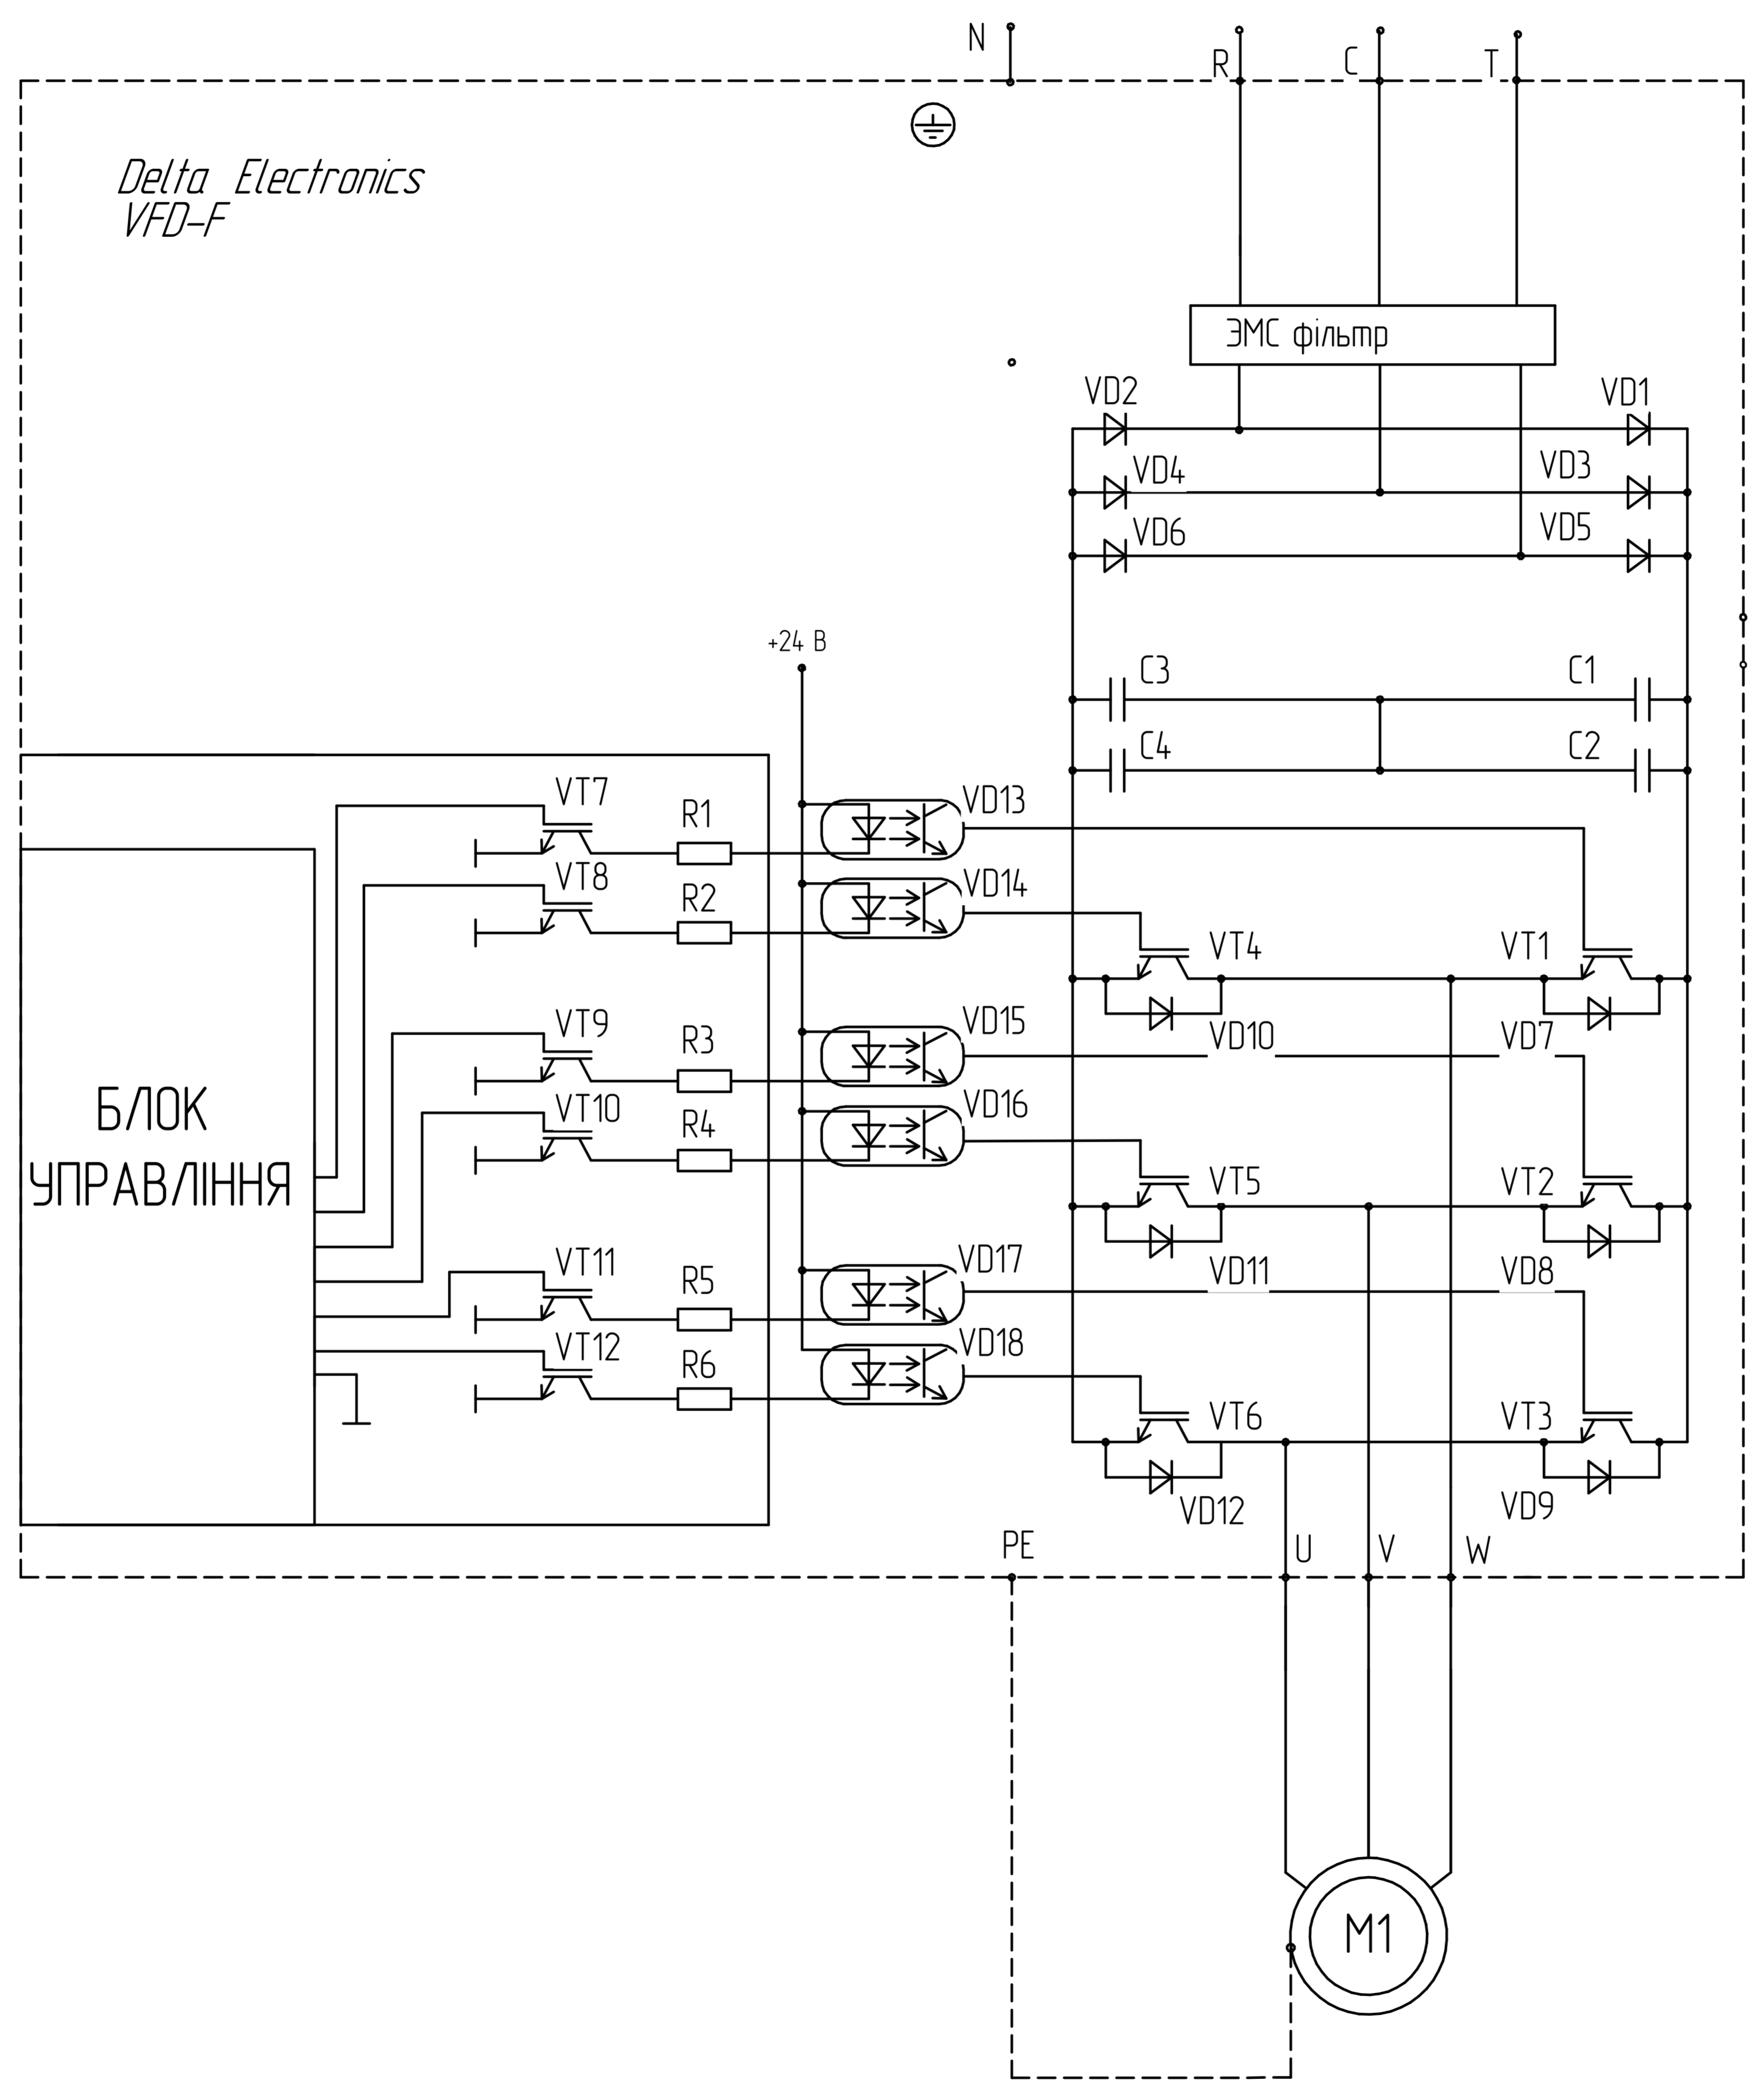 N
R
С
Т
Delta Electronics
VFD-F
ЭМС фільтр
VD2
VD1
VD4
VD3
VD6
VD5
+24 В
C3
C1
C4
C2
VT7
R1
VD13
VT8
R2
VD14
VT4
VT1
VT9
R3
VD15
VD10
VD7
VT10
R4
VD16
БЛОК
УПРАВЛІННЯ
VT5
VT2
VT11
R5
VD17
VD11
VD8
VT12
R6
VD18
VT6
VT3
VD12
VD9
PE
U
V
W
M1